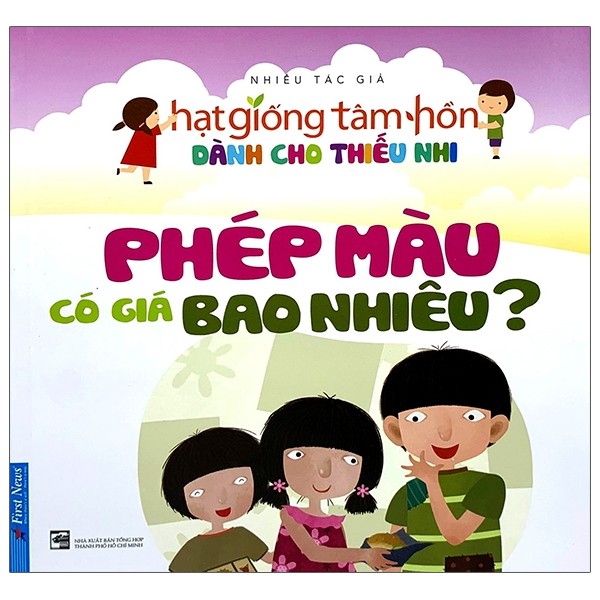 NHIỀU TÁC GIẢ
hạt giống tâm hồn
DÀNH CHO THIẾU NHI
PHÉP MÀU
CÓ GIÁ BAO NHIÊU?
First News
NHÀ XUẤT BẢN TỔNG HỢP
THÀNH PHỐ HỒ CHÍ MINH